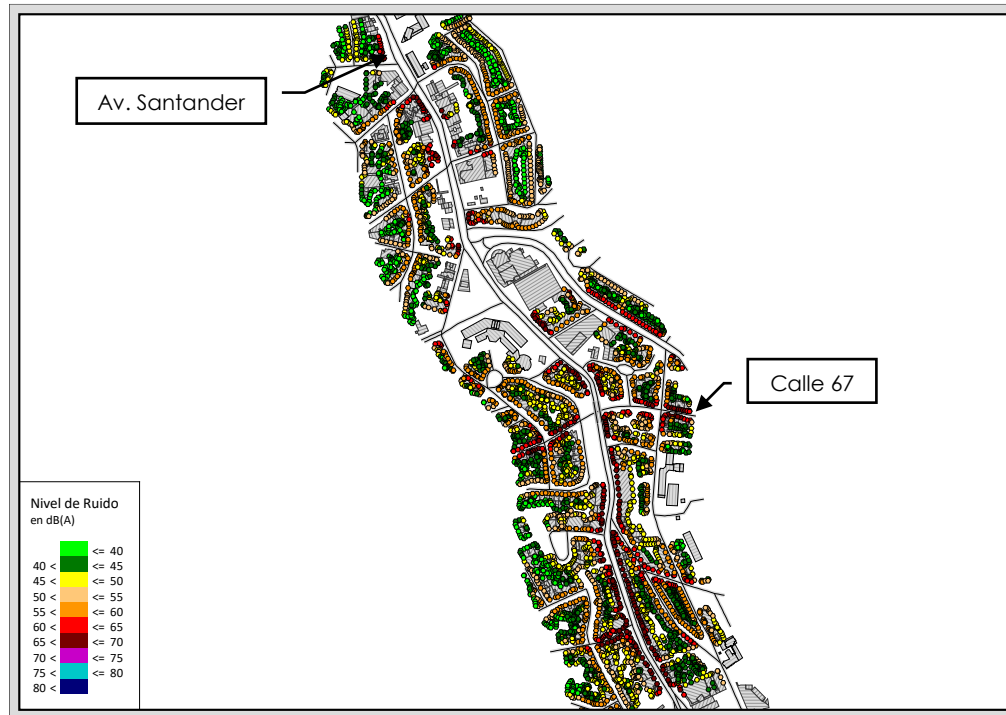 Av. Santander
Calle 67
Nivel de Ruido
en dB(A)
<= 40
40 < <= 45
45 < <= 50
50 < <= 55
55 < <= 60
60 < <= 65
65 < <= 70
70 < <= 75
75 < <= 80
80 <